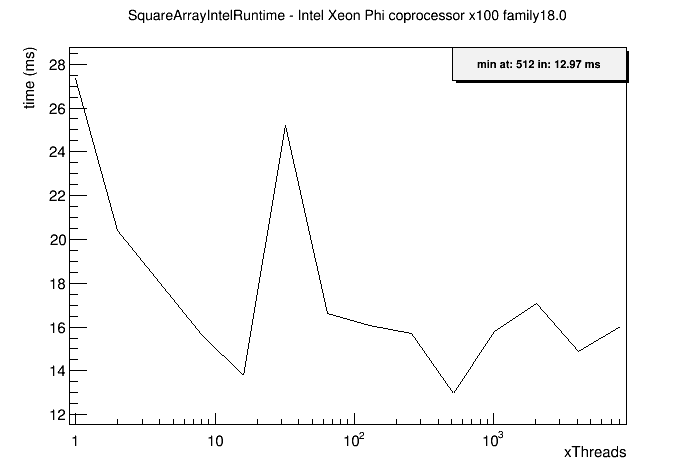 SquareArrayIntelRuntime - Intel Xeon Phi coprocessor x100 family18.0
min at: 512 in: 12.97 ms
time (ms)
28
26
24
22
20
18
16
14
12
1 10 10² 10³
xThreads